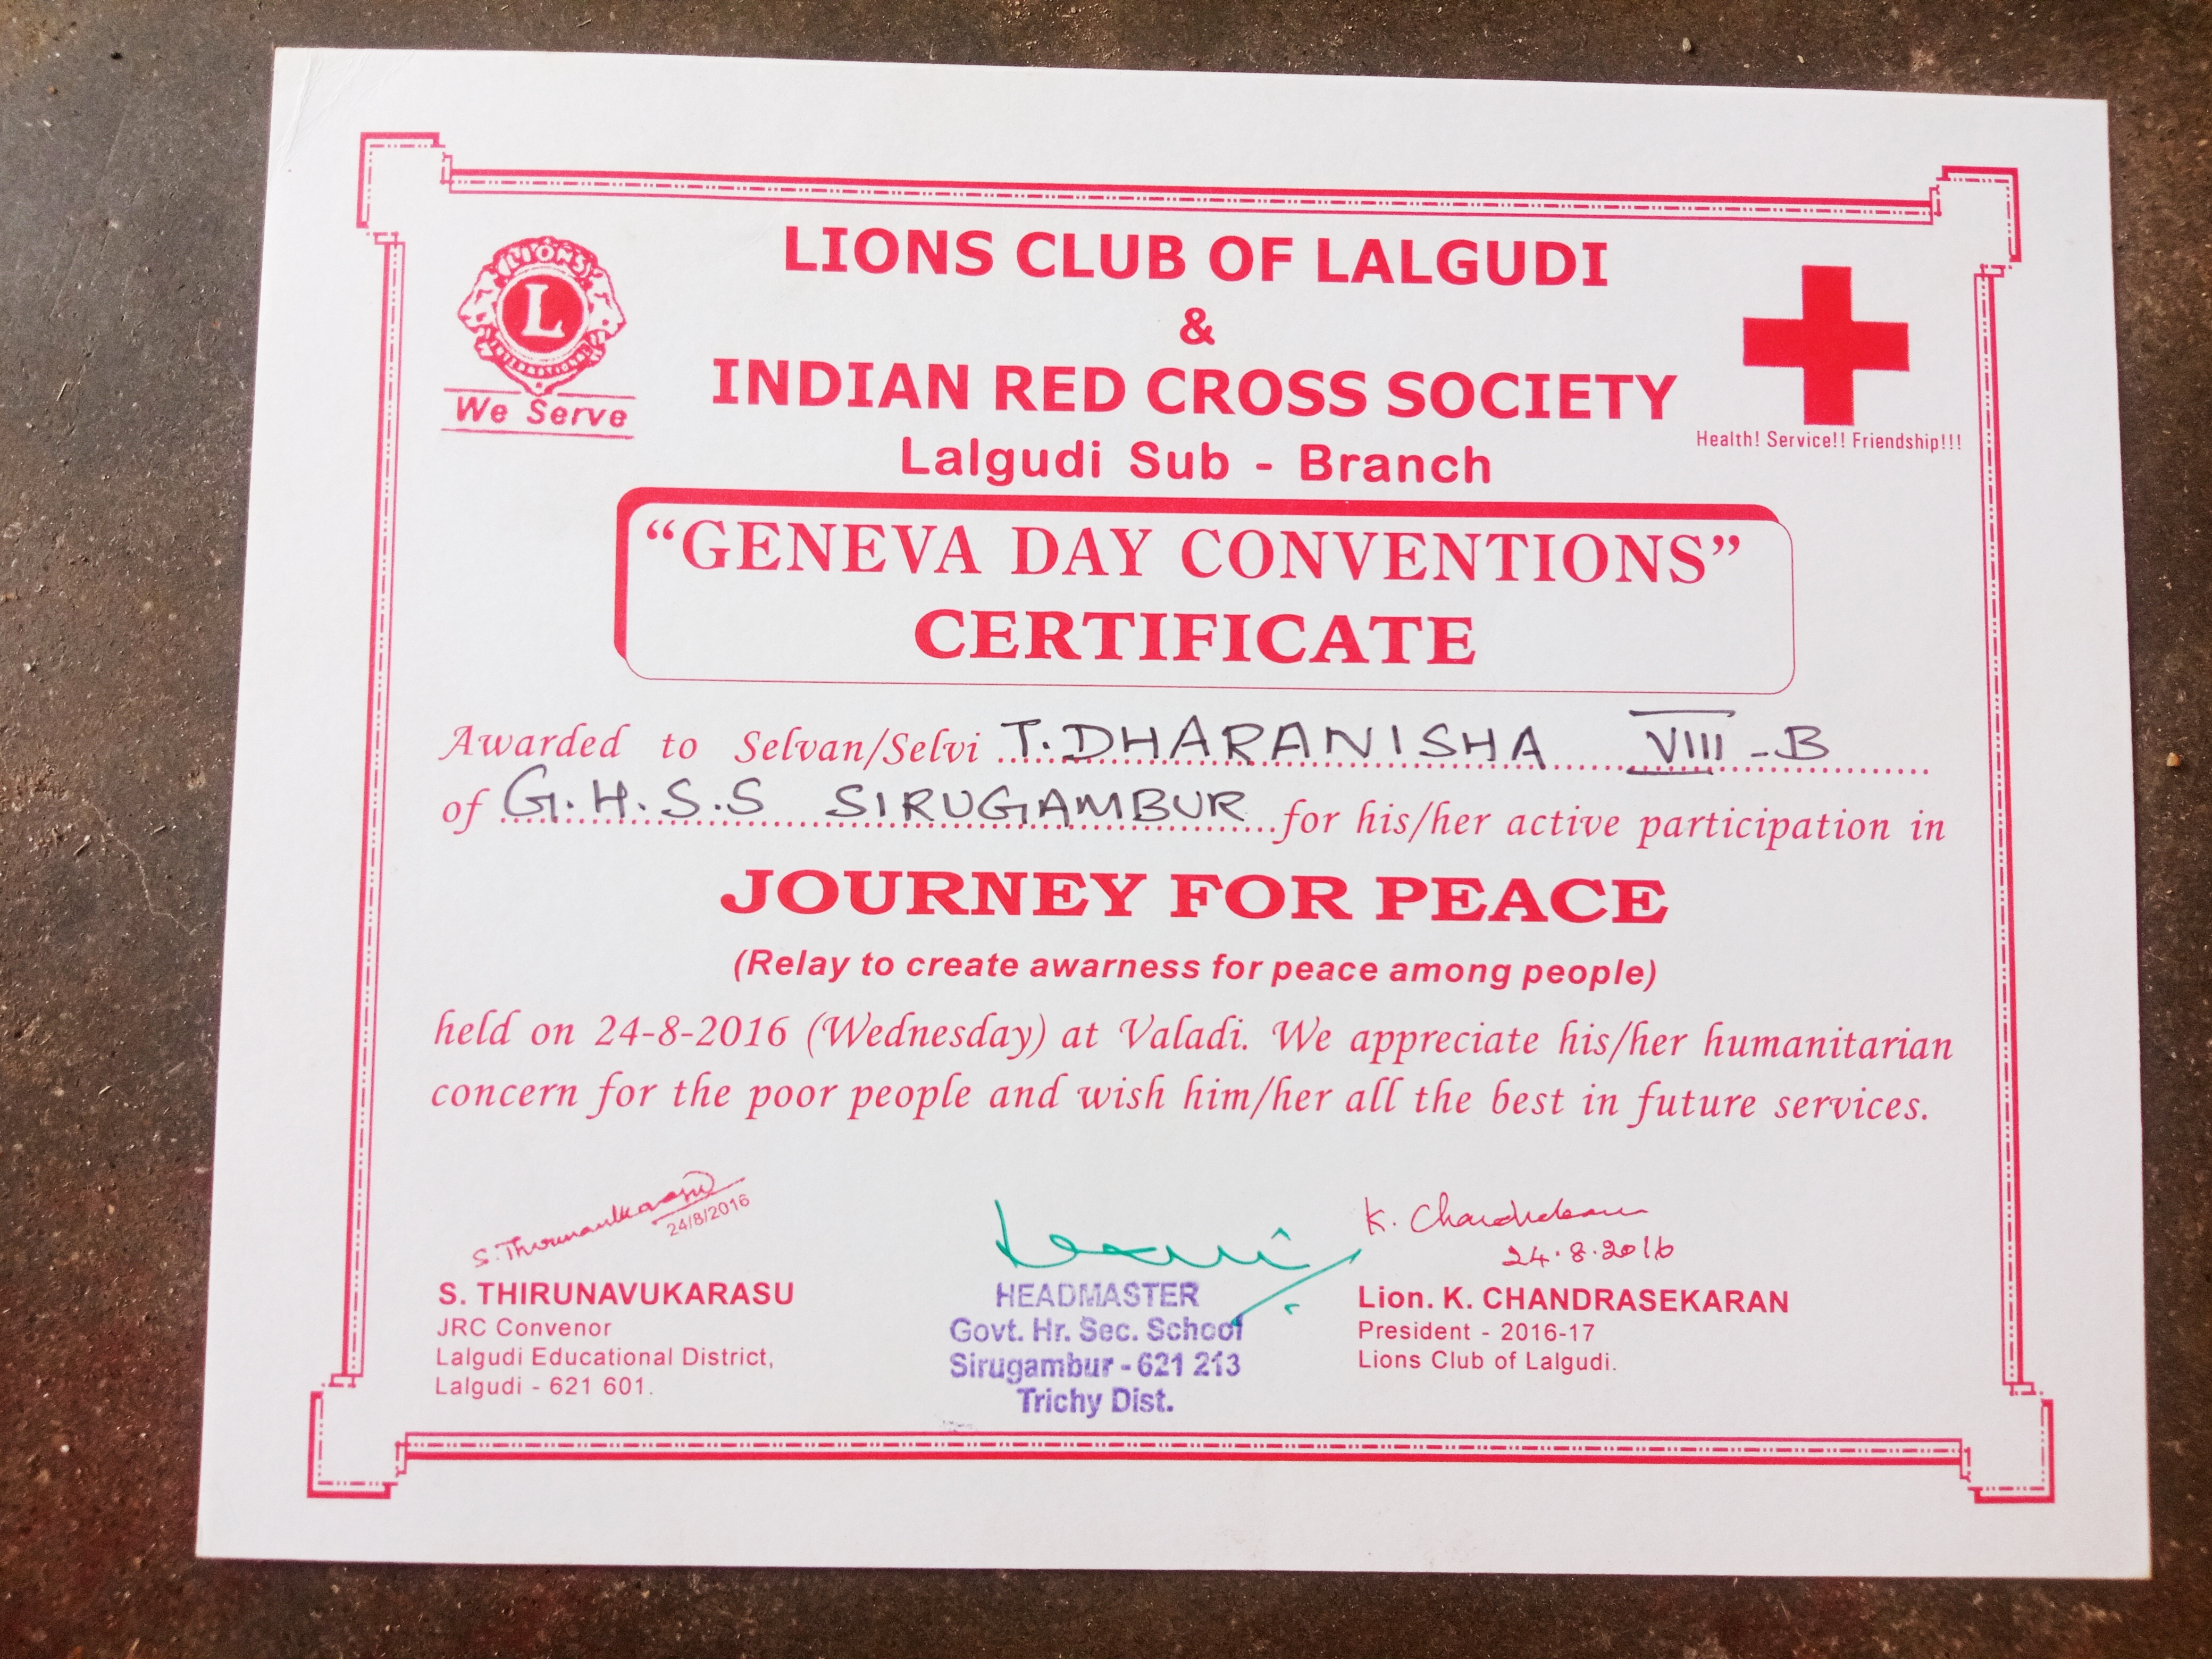 LIONS
L
INTERNATIONAL
We Serve
LIONS CLUB OF LALGUDI
&
INDIAN RED CROSS SOCIETY
Lalgudi Sub - Branch
Health! Service!! Friendship!!!
“GENEVA DAY CONVENTIONS”
CERTIFICATE
Awarded to Selvan/Selvi T. DHARANISHA VIII - B
of G.H.S.S SIRUGAMBUR for his/her active participation in
JOURNEY FOR PEACE
(Relay to create awarness for peace among people)
held on 24-8-2016 (Wednesday) at Valadi. We appreciate his/her humanitarian
concern for the poor people and wish him/her all the best in future services.
S. Thirunavukarasu
24/8/2016
S. THIRUNAVUKARASU
JRC Convenor
Lalgudi Educational District,
Lalgudi - 621 601.
HEADMASTER
Govt. Hr. Sec. School
Sirugambur - 621 213
Trichy Dist.
K. Chandrasekaran
24.8.2016
Lion. K. CHANDRASEKARAN
President - 2016-17
Lions Club of Lalgudi.